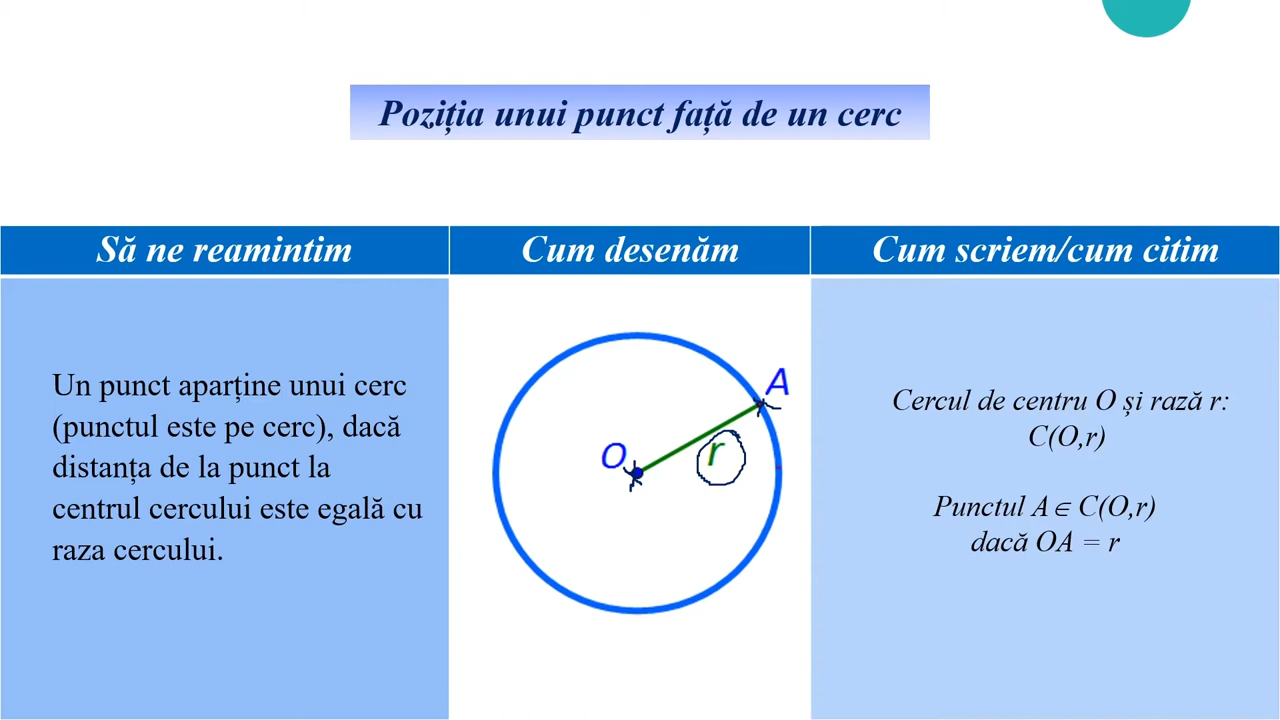 Poziția unui punct față de un cerc
Să ne reamintim
Cum desenăm
Cum scriem/cum citim
Un punct aparține unui cerc
(punctul este pe cerc), dacă
distanța de la punct la
centrul cercului este egală cu
raza cercului.
A
O
r
Cercul de centru O și rază r:
C(O,r)
Punctul A ∈ C(O,r)
dacă OA = r